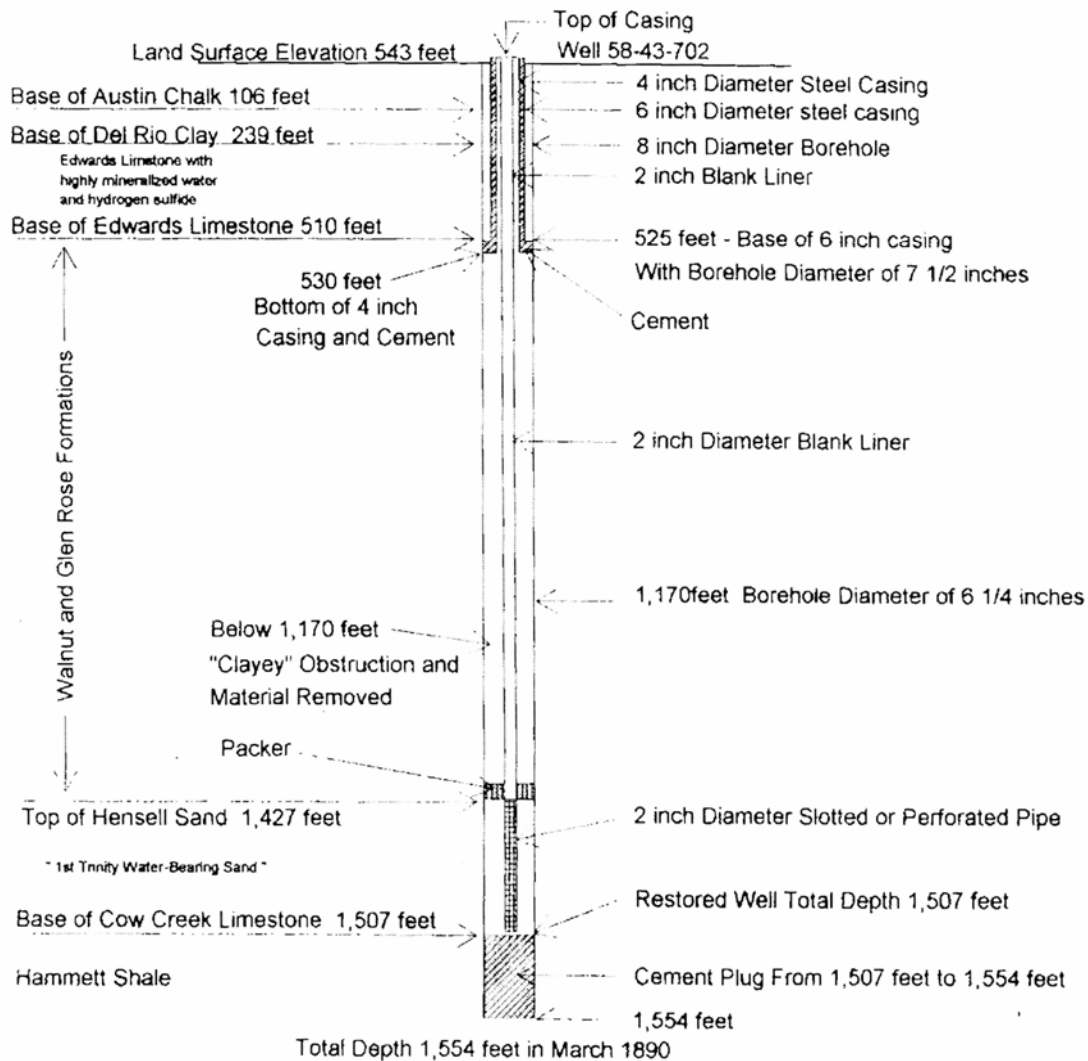 Top of Casing
Land Surface Elevation 543 feet
Well 58-43-702
4 inch Diameter Steel Casing
Base of Austin Chalk 106 feet
6 inch Diameter steel casing
Base of Del Rio Clay 239 feet
8 inch Diameter Borehole
Edwards Limestone with
highly mineralized water
and hydrogen sulfide
2 inch Blank Liner
Base of Edwards Limestone 510 feet
525 feet - Base of 6 inch casing
With Borehole Diameter of 7 1/2 inches
530 feet
Bottom of 4 inch
Casing and Cement
Cement
Walnut and Glen Rose Formations
2 inch Diameter Blank Liner
1,170feet Borehole Diameter of 6 1/4 inches
Below 1,170 feet
"Clayey" Obstruction and
Material Removed
Packer
Top of Hensell Sand 1,427 feet
2 inch Diameter Slotted or Perforated Pipe
" 1st Trinity Water-Bearing Sand "
Restored Well Total Depth 1,507 feet
Base of Cow Creek Limestone 1,507 feet
Hammett Shale
Cement Plug From 1,507 feet to 1,554 feet
1,554 feet
Total Depth 1,554 feet in March 1890